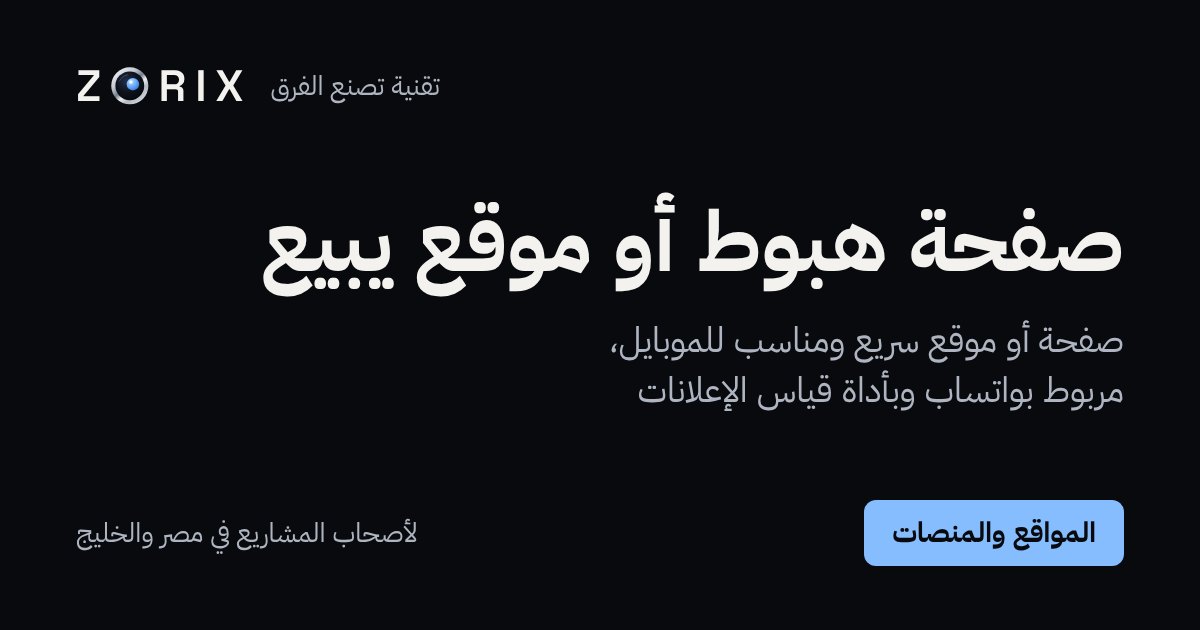 ZORIX
تقنية تصنع الفرق
صفحة هبوط أو موقع يبيع
صفحة أو موقع سريع ومناسب للموبايل،
مربوط بواتساب وبأداة قياس الإعلانات
المواقع والمنصات
لأصحاب المشاريع في مصر والخليج